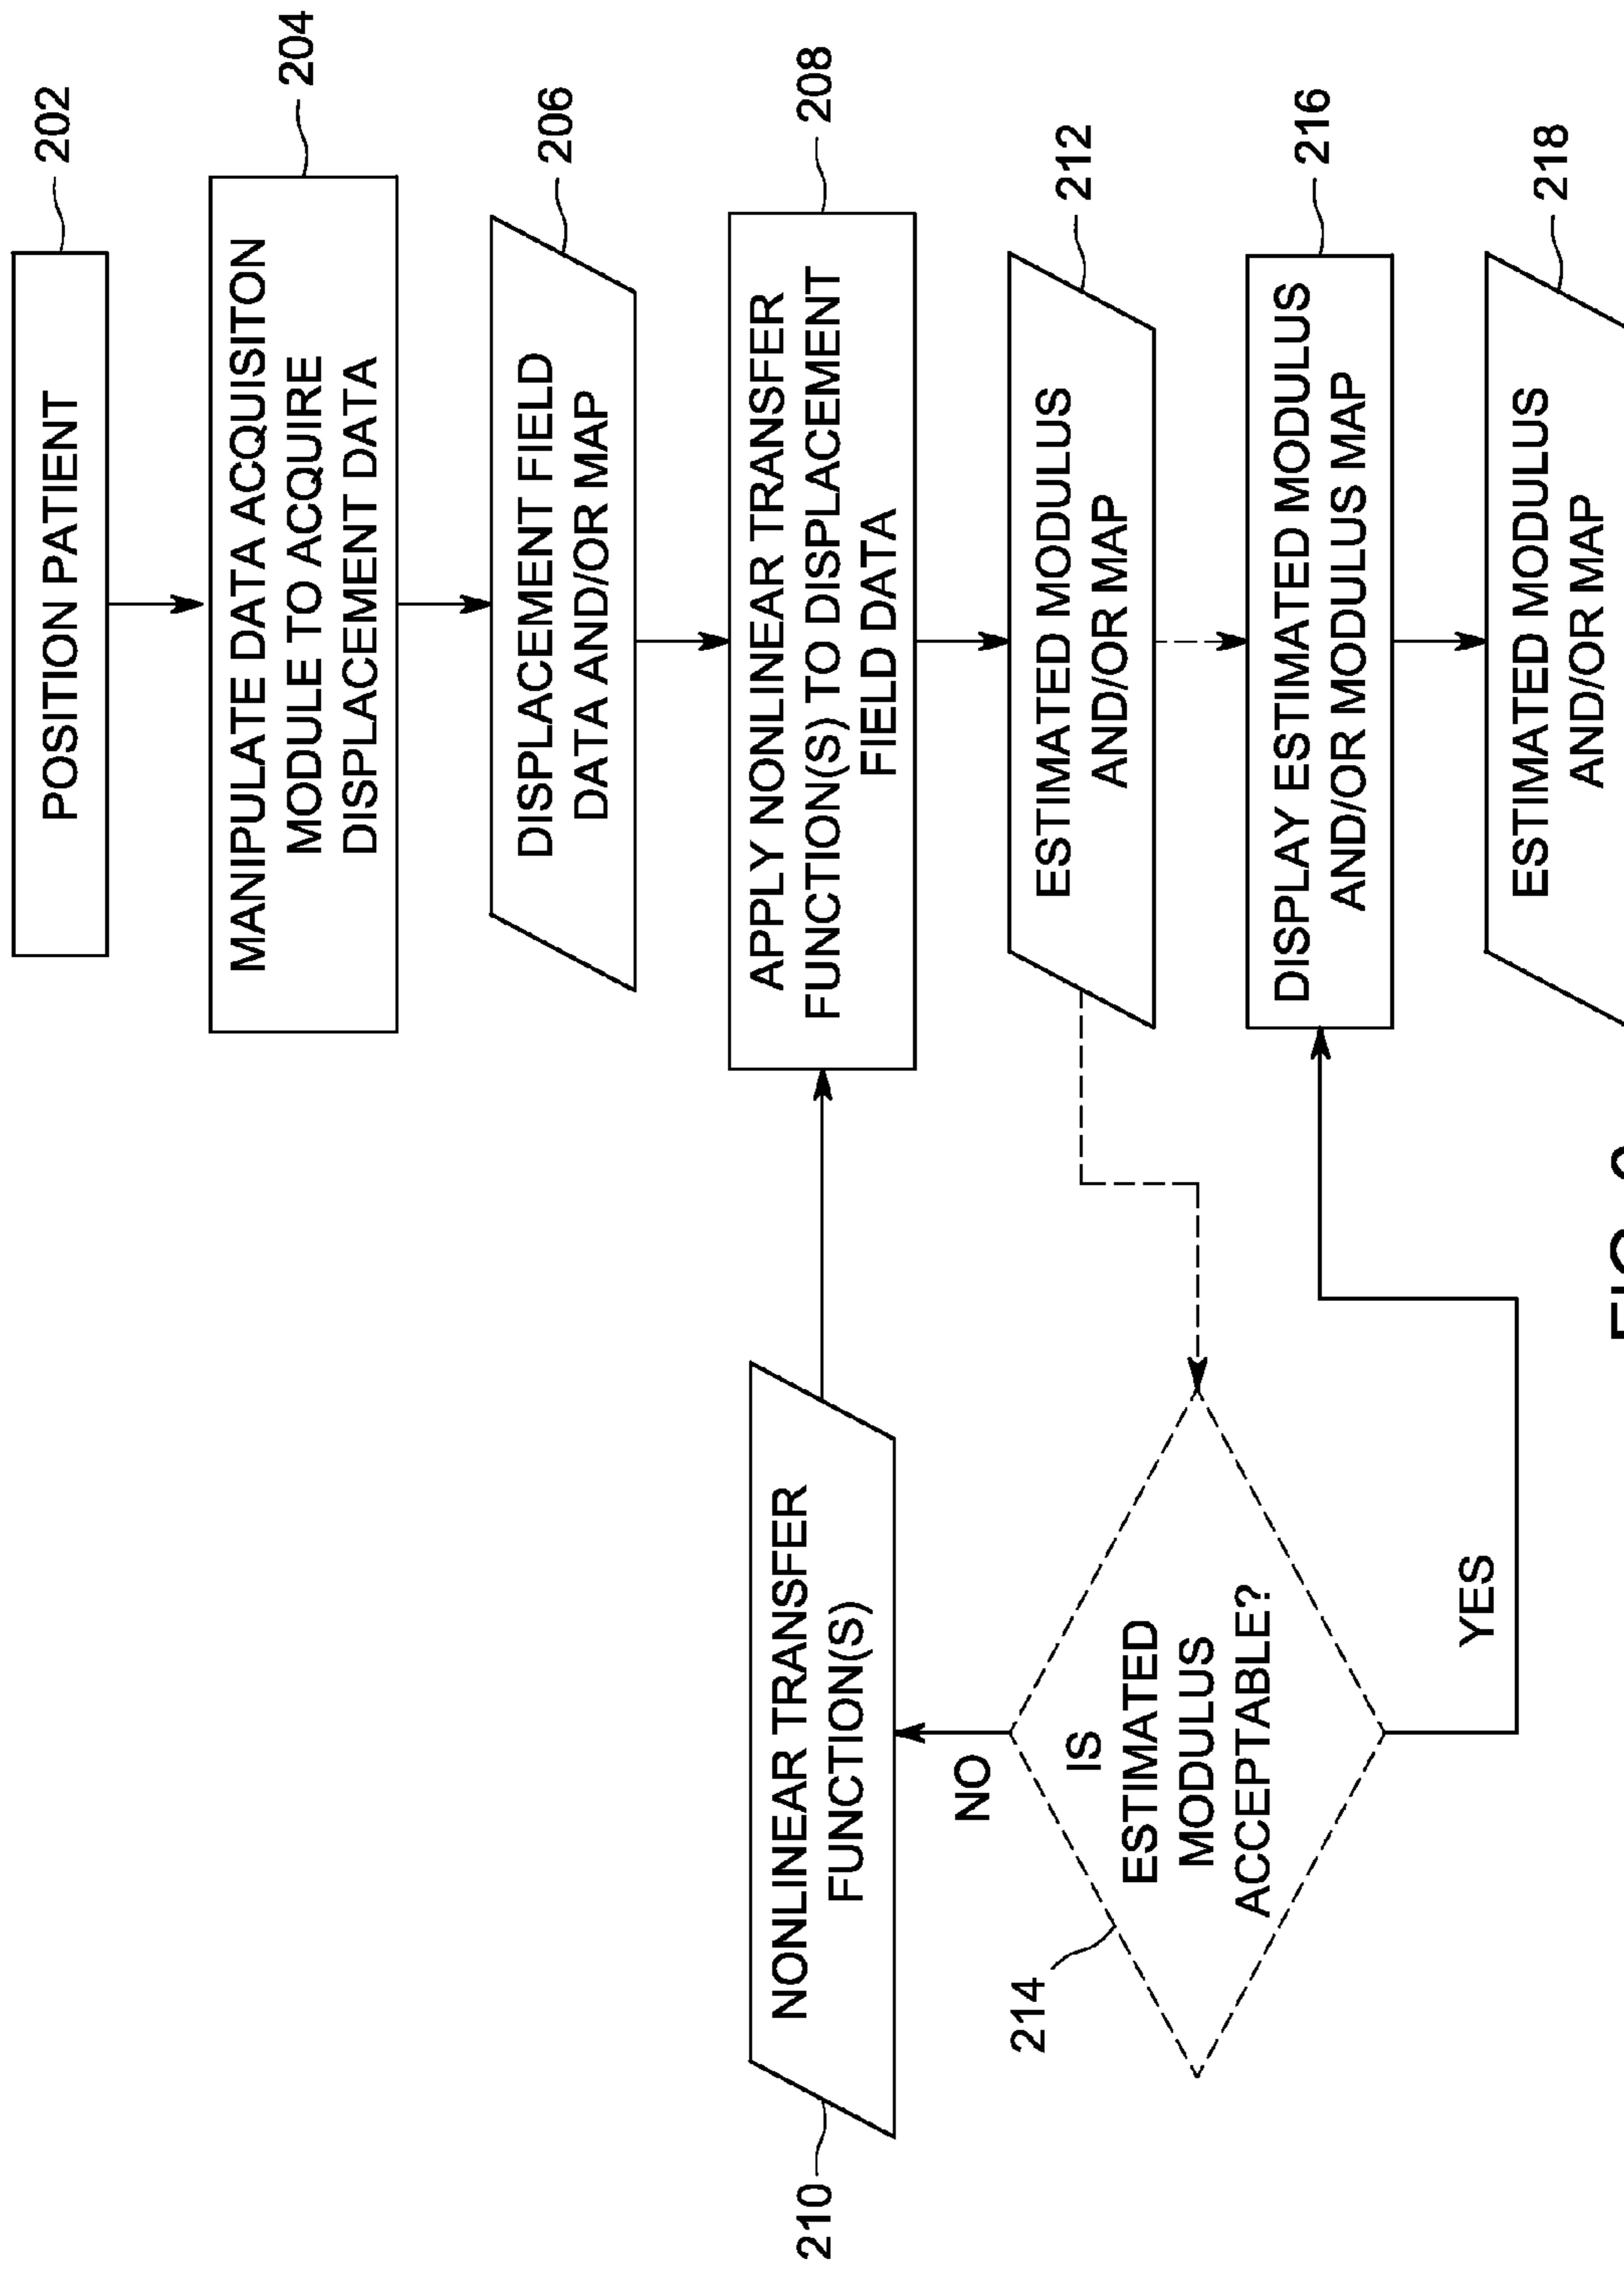 POSITION PATIENT
202
MANIPULATE DATA ACQUISITON
MODULE TO ACQUIRE
DISPLACEMENT DATA
204
DISPLACEMENT FIELD
DATA AND/OR MAP
206
NONLINEAR TRANSFER
FUNCTION(S)
210
APPLY NONLINEAR TRANSFER
FUNCTION(S) TO DISPLACEMENT
FIELD DATA
208
NO
ESTIMATED MODULUS
AND/OR MAP
212
214
IS
ESTIMATED
MODULUS
ACCEPTABLE?
DISPLAY ESTIMATED MODULUS
AND/OR MODULUS MAP
216
YES
ESTIMATED MODULUS
AND/OR MAP
218